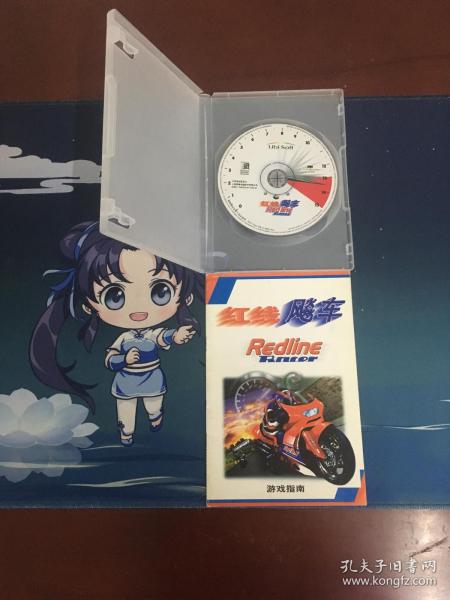 Ubi Soft
红线飚车
Redline
Racer
红线 飚车
Redline
Racer
游戏指南
孔夫子旧书网
www.kongfz.com